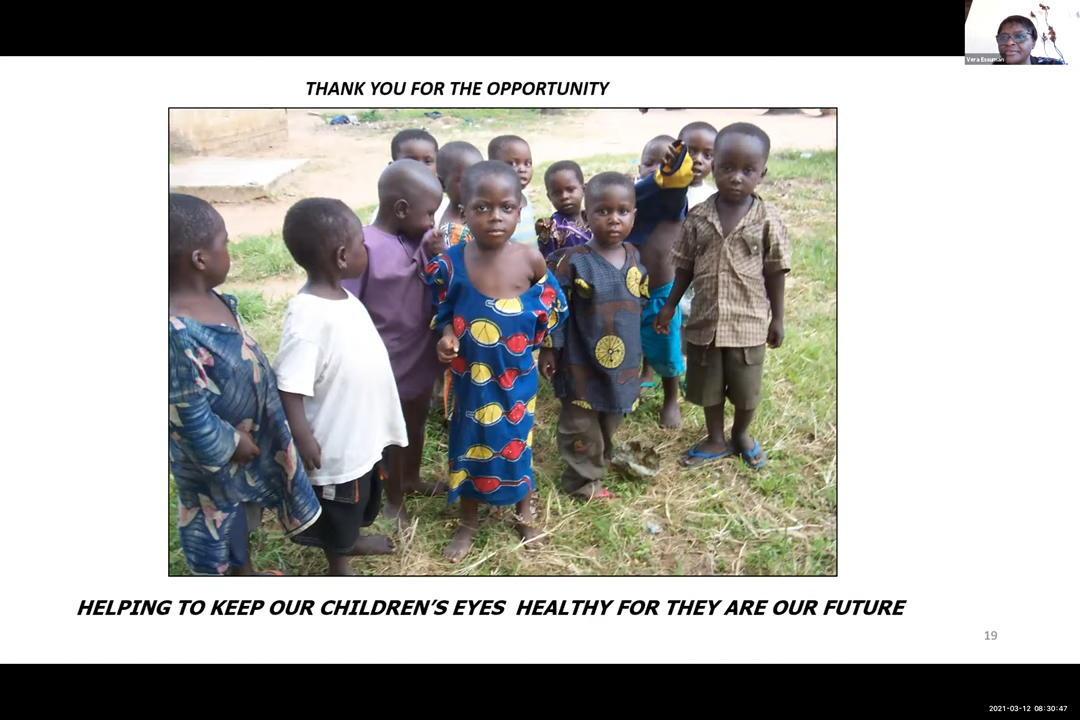 Vera Essuman
THANK YOU FOR THE OPPORTUNITY
HELPING TO KEEP OUR CHILDREN'S EYES HEALTHY FOR THEY ARE OUR FUTURE
19
2021-03-12 08:30:47